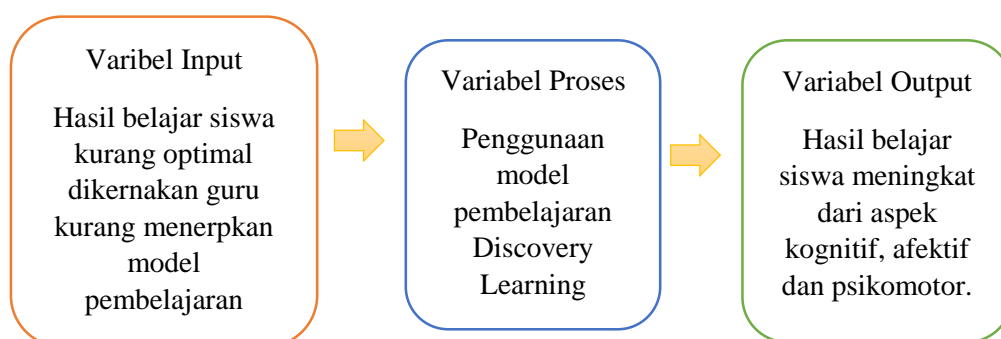 Varibel Input
Hasil belajar siswa
kurang optimal
dikernakan guru
kurang menerpkan
model
pembelajaran
Variabel Proses
Penggunaan
model
pembelajaran
Discovery
Learning
Variabel Output
Hasil belajar
siswa meningkat
dari aspek
kognitif, afektif
dan psikomotor.